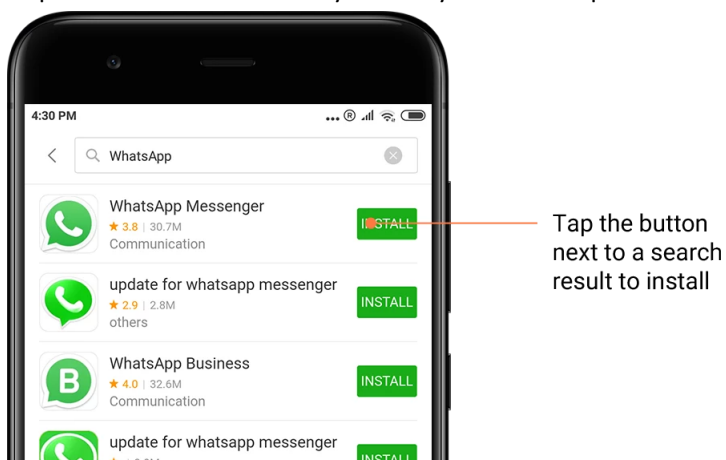 4:30 PM
WhatsApp
WhatsApp Messenger
3.8 | 30.7M
Communication
INSTALL
Tap the button
next to a search
result to install
update for whatsapp messenger
2.9 | 2.8M
others
INSTALL
WhatsApp Business
4.0 | 32.6M
Communication
INSTALL
B
update for whatsapp messenger
INSTALL